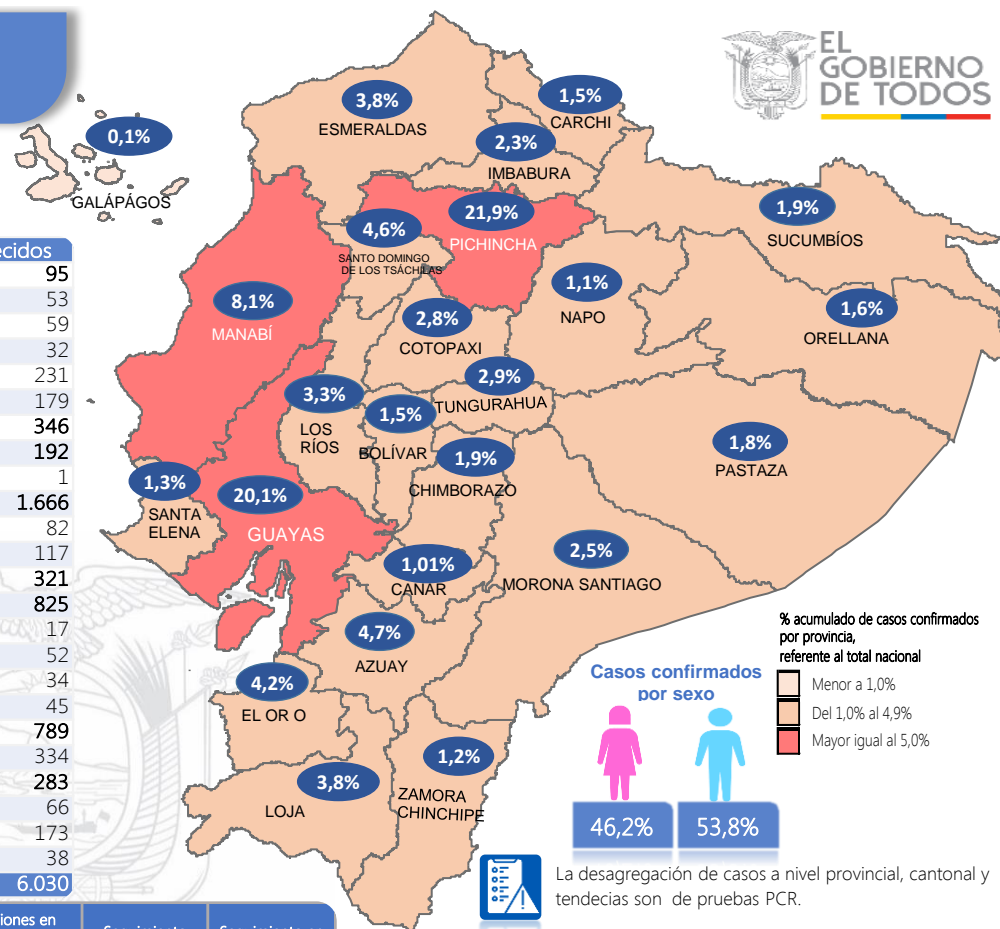 EL
GOBIERNO
DE TODOS
3,8%
ESMERALDAS
1,5%
CARCHI
0,1%
GALÁPÁGOS
2,3%
IMBABURA
21,9%
PICHINCHA
1,9%
SUCUMBÍOS
4,6%
SANTO DOMINGO
DE LOS TSÁCHILAS
8,1%
MANABÍ
1,1%
NAPO
1,6%
ORELLANA
2,8%
COTOPAXI
2,9%
TUNGURAHUA
3,3%
LOS
RÍOS
1,5%
BOLÍVAR
1,9%
CHIMBORAZO
1,8%
PASTAZA
1,3%
SANTA
ELENA
20,1%
GUAYAS
2,5%
MORONA SANTIAGO
1,01%
CANAR
4,7%
AZUAY
4,2%
EL OR O
3,8%
LOJA
1,2%
ZAMORA
CHINCHIPE
ecidos
95
53
59
32
231
179
346
192
1
1.666
82
117
321
825
17
52
34
45
789
334
283
66
173
38
6.030
iones en
% acumulado de casos confirmados
por provincia,
referente al total nacional
Menor a 1,0%
Del 1,0% al 4,9%
Mayor igual al 5,0%
Casos confirmados
por sexo
46,2%
53,8%
La desagregación de casos a nivel provincial, cantonal y
tendecias son de pruebas PCR.